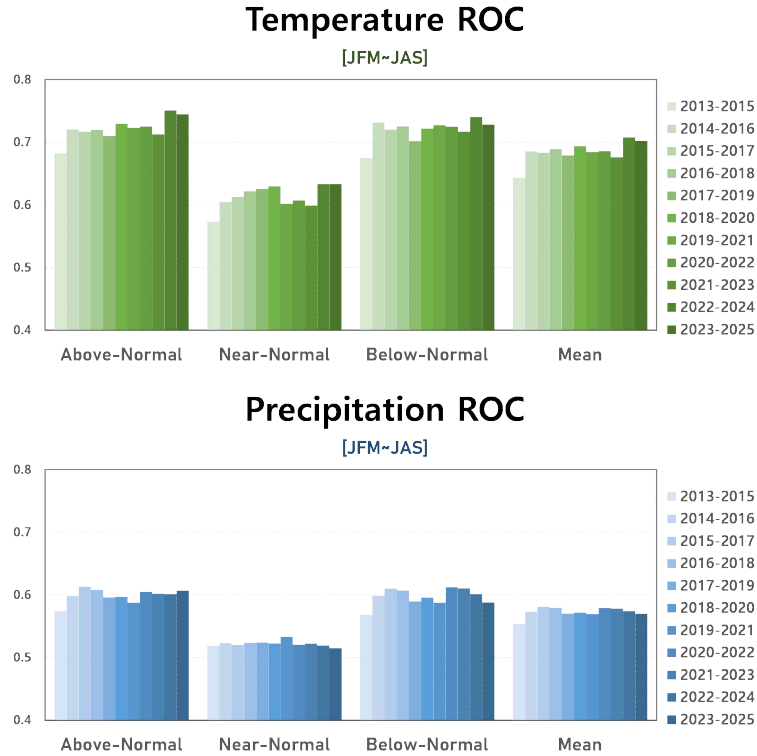 Temperature ROC
[JFM~JAS]
0.8
0.7
0.6
0.5
0.4
Above-Normal
Near-Normal
Below-Normal
Mean
2013-2015
2014-2016
2015-2017
2016-2018
2017-2019
2018-2020
2019-2021
2020-2022
2021-2023
2022-2024
2023-2025
Precipitation ROC
[JFM~JAS]
0.8
0.7
0.6
0.5
0.4
Above-Normal
Near-Normal
Below-Normal
Mean
2013-2015
2014-2016
2015-2017
2016-2018
2017-2019
2018-2020
2019-2021
2020-2022
2021-2023
2022-2024
2023-2025